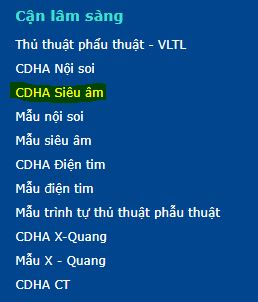 Cận lâm sàng
Thủ thuật phẩu thuật - VLTL
CDHA Nội soi
CDHA Siêu âm
Mẫu nội soi
Mẫu siêu âm
CDHA Điện tim
Mẫu điện tim
Mẫu trình tự thủ thuật phẫu thuật
CDHA X-Quang
Mẫu X - Quang
CDHA CT